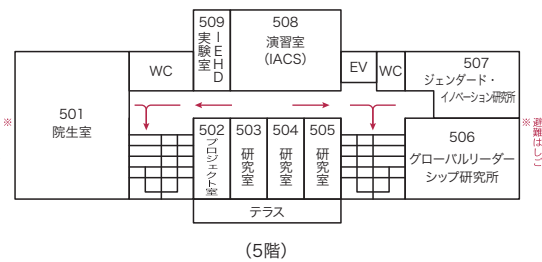 509
IEHD
実験室
508
演習室
(IACS)
WC
EV
WC
507
ジェンダード・
イノベーション研究所
501
院生室
※
502
プロジェクト室
503
研究室
504
研究室
505
研究室
506
グローバルリーダー
シップ研究所
※避難はしご
テラス
（5階）